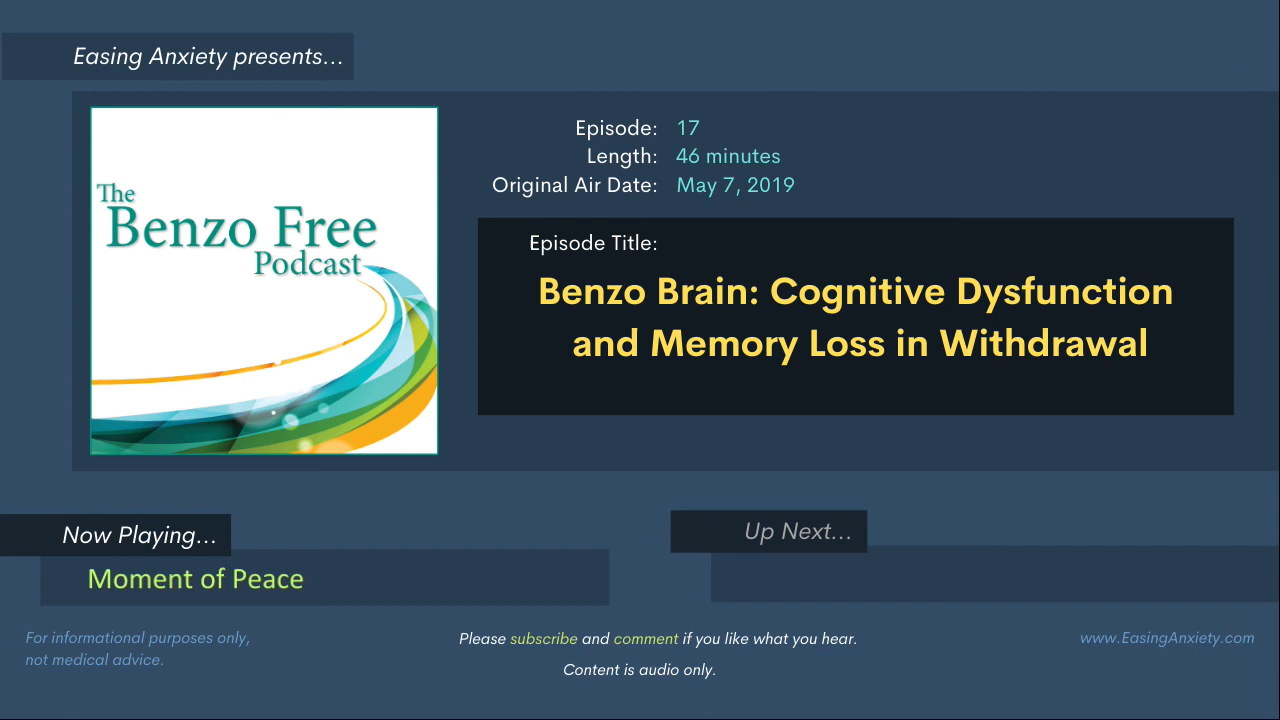 Easing Anxiety presents...
The
Benzo Free
Podcast
Episode: 17
Length: 46 minutes
Original Air Date: May 7, 2019
Episode Title:
Benzo Brain: Cognitive Dysfunction
and Memory Loss in Withdrawal
Now Playing...
Moment of Peace
Up Next...
For informational purposes only,
not medical advice.
Please subscribe and comment if you like what you hear.
Content is audio only.
www.EasingAnxiety.com